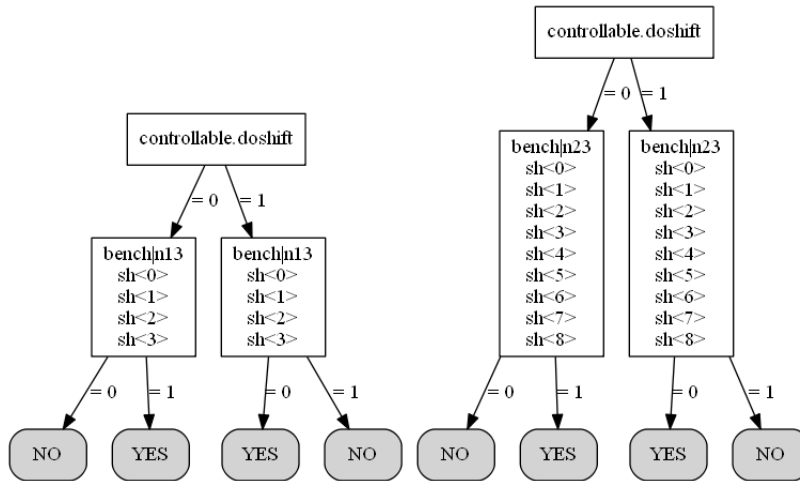 controllable.doshift
= 0
= 1
bench|n13
sh<0>
sh<1>
sh<2>
sh<3>
bench|n13
sh<0>
sh<1>
sh<2>
sh<3>
= 0
= 1
= 0
= 1
NO
YES
YES
NO
controllable.doshift
= 0
= 1
bench|n23
sh<0>
sh<1>
sh<2>
sh<3>
sh<4>
sh<5>
sh<6>
sh<7>
sh<8>
bench|n23
sh<0>
sh<1>
sh<2>
sh<3>
sh<4>
sh<5>
sh<6>
sh<7>
sh<8>
= 0
= 1
= 0
= 1
NO
YES
YES
NO